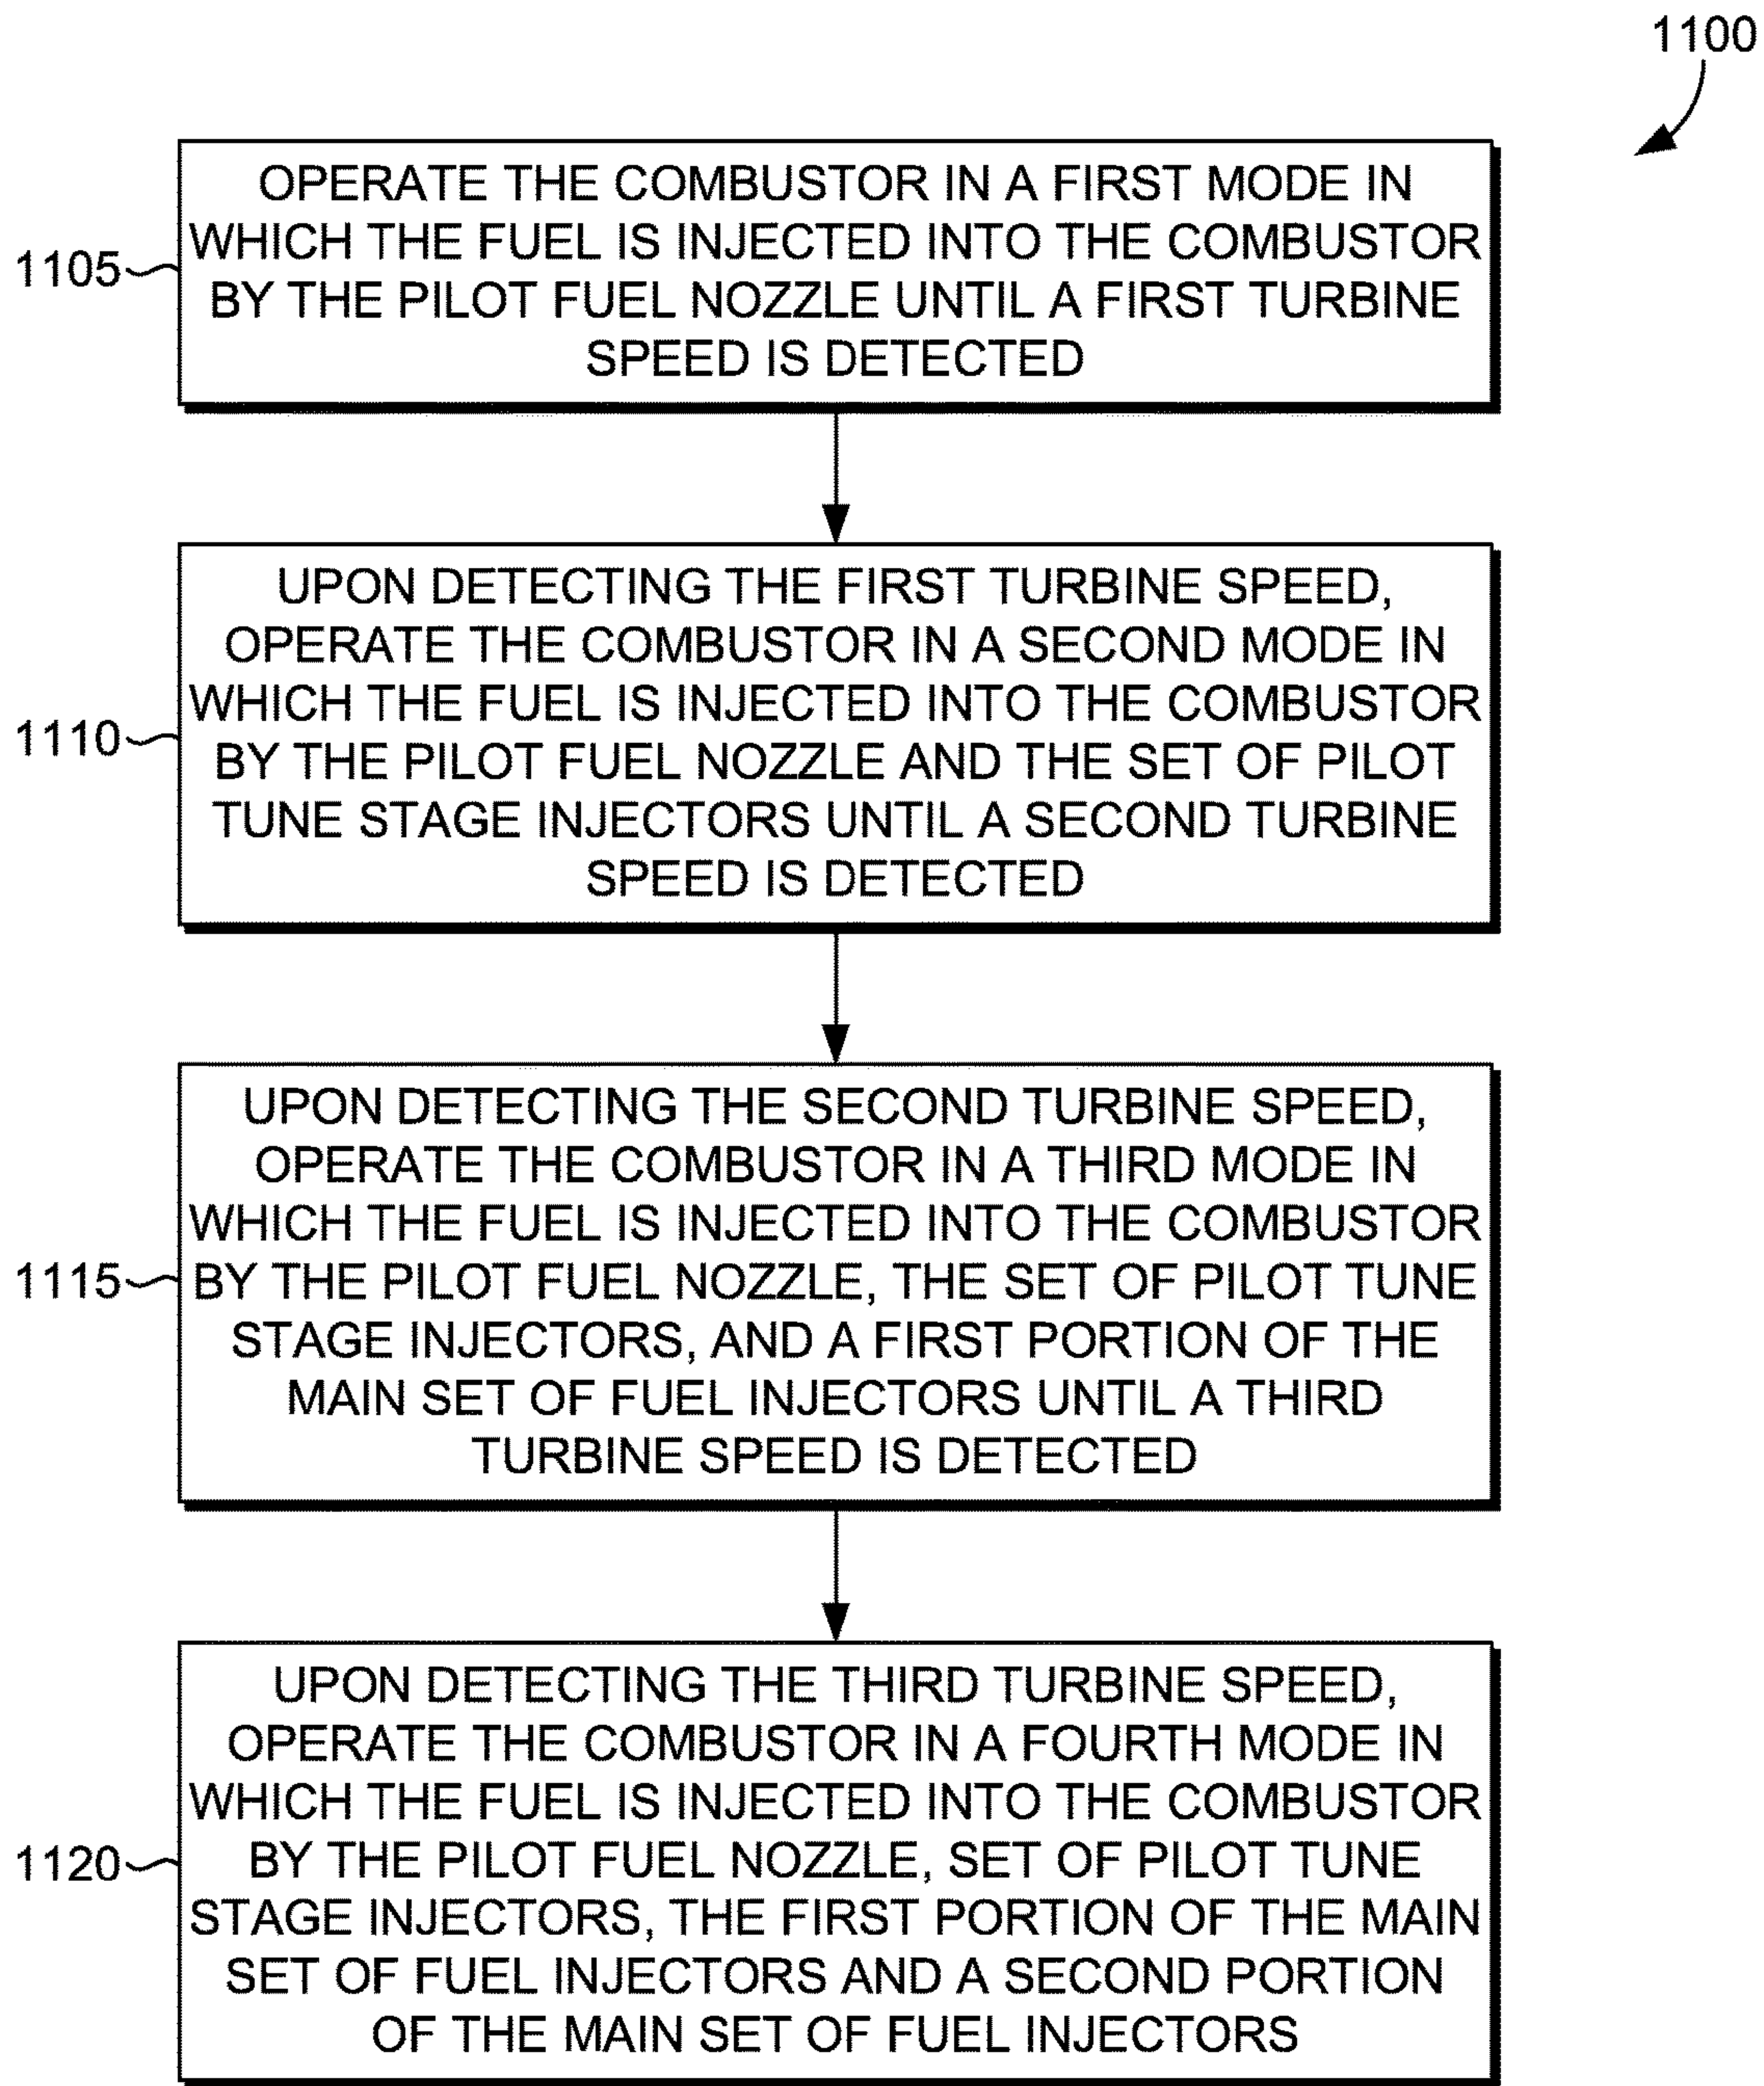 1100
OPERATE THE COMBUSTOR IN A FIRST MODE IN
WHICH THE FUEL IS INJECTED INTO THE COMBUSTOR
BY THE PILOT FUEL NOZZLE UNTIL A FIRST TURBINE
SPEED IS DETECTED
1105
UPON DETECTING THE FIRST TURBINE SPEED,
OPERATE THE COMBUSTOR IN A SECOND MODE IN
WHICH THE FUEL IS INJECTED INTO THE COMBUSTOR
BY THE PILOT FUEL NOZZLE AND THE SET OF PILOT
TUNE STAGE INJECTORS UNTIL A SECOND TURBINE
SPEED IS DETECTED
1110
UPON DETECTING THE SECOND TURBINE SPEED,
OPERATE THE COMBUSTOR IN A THIRD MODE IN
WHICH THE FUEL IS INJECTED INTO THE COMBUSTOR
BY THE PILOT FUEL NOZZLE, THE SET OF PILOT TUNE
STAGE INJECTORS, AND A FIRST PORTION OF THE
MAIN SET OF FUEL INJECTORS UNTIL A THIRD
TURBINE SPEED IS DETECTED
1115
UPON DETECTING THE THIRD TURBINE SPEED,
OPERATE THE COMBUSTOR IN A FOURTH MODE IN
WHICH THE FUEL IS INJECTED INTO THE COMBUSTOR
BY THE PILOT FUEL NOZZLE, SET OF PILOT TUNE
STAGE INJECTORS, THE FIRST PORTION OF THE MAIN
SET OF FUEL INJECTORS AND A SECOND PORTION
OF THE MAIN SET OF FUEL INJECTORS
1120